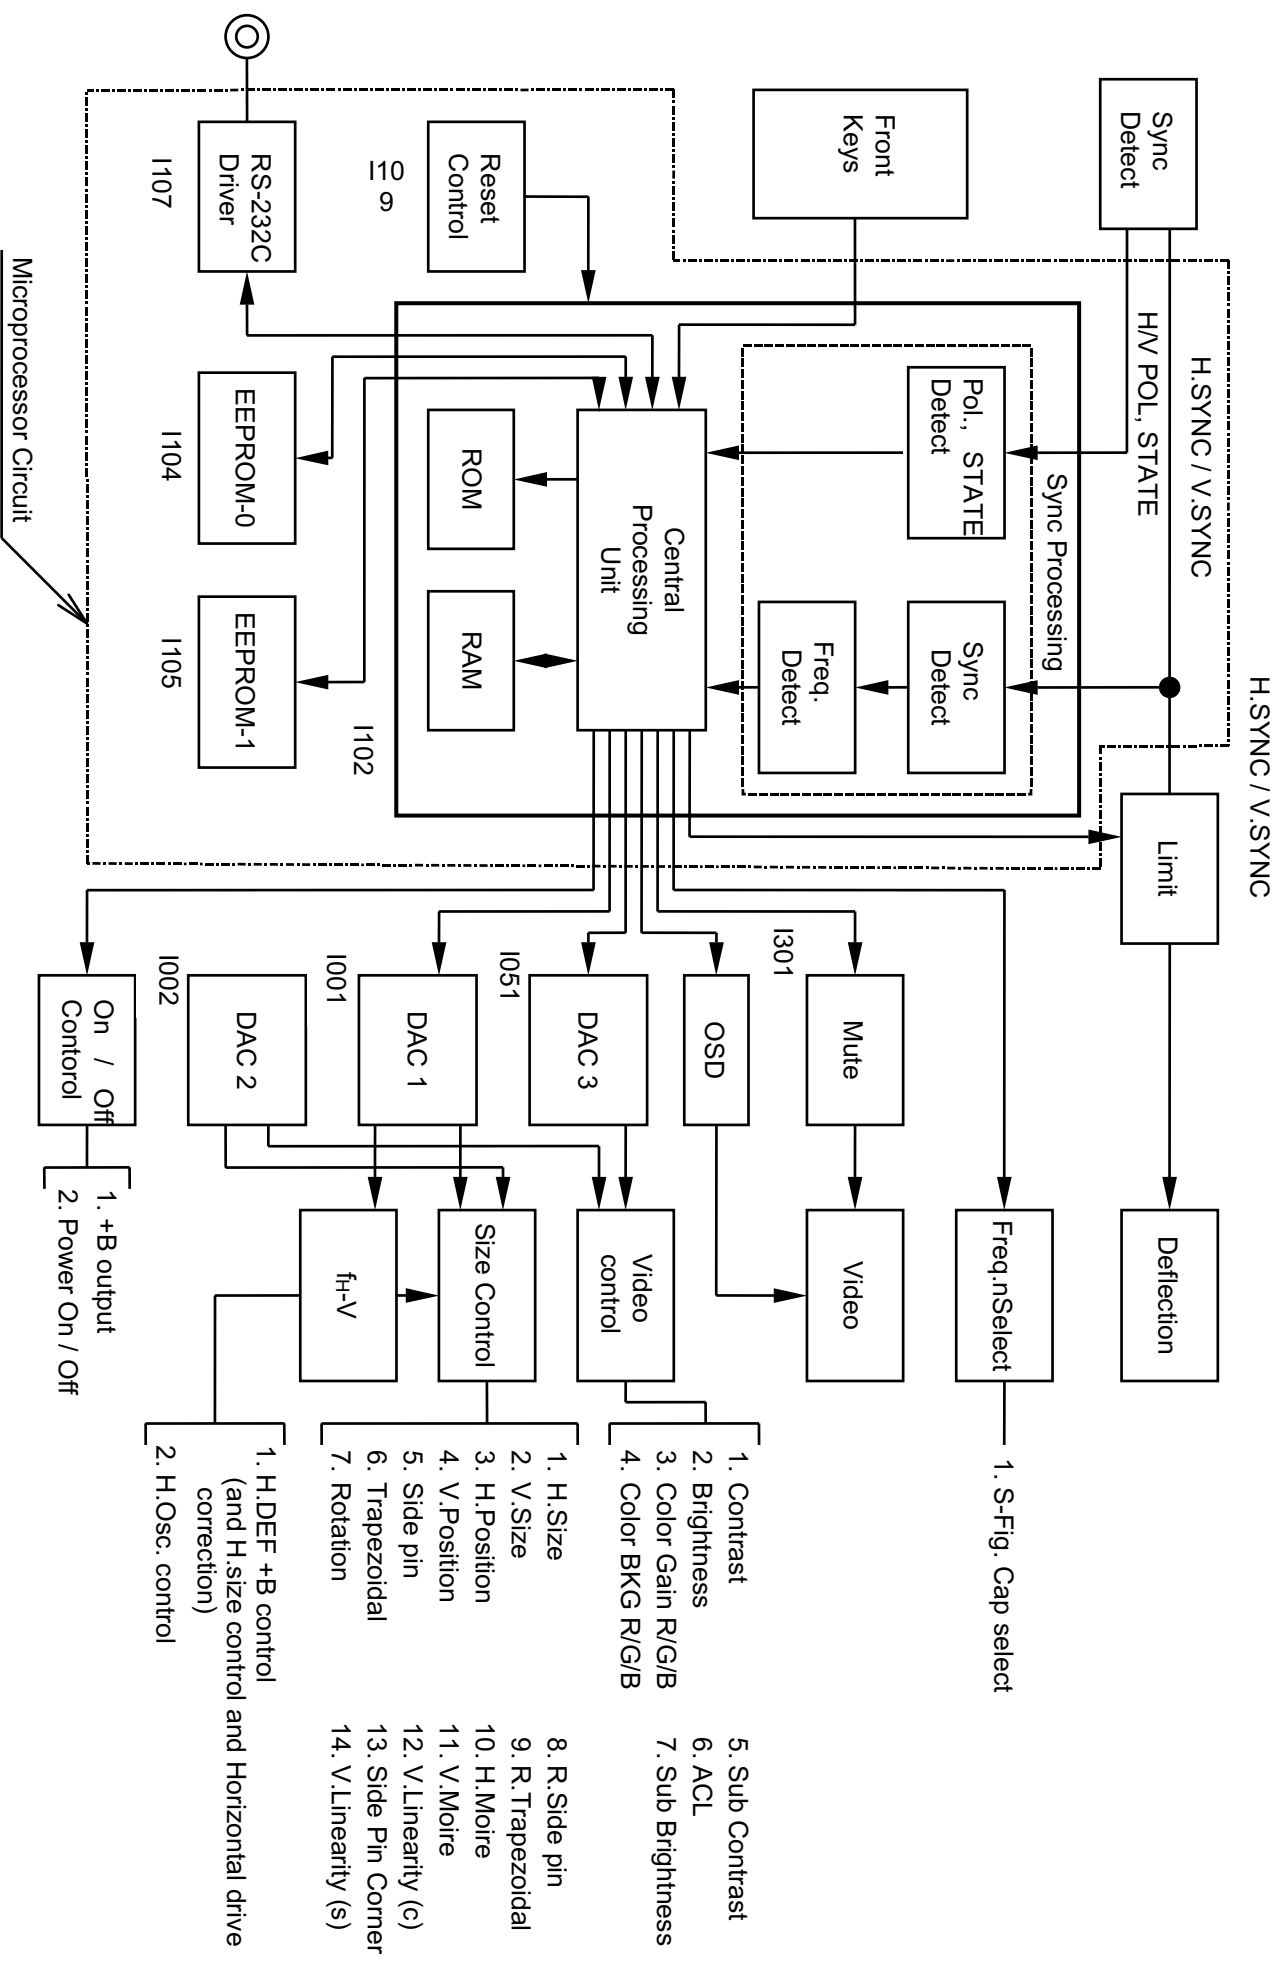 H.SYNC / V.SYNC
Sync
Detect
H.SYNC / V.SYNC
H/V POL, STATE
Limit
Deflection
Sync Processing
Front
Keys
Pol., STATE
Detect
Sync
Detect
Freq.
Detect
Freq.nSelect
1. S-Fig. Cap select
Mute
Video
I301
OSD
Central
Processing
Unit
DAC 3
I051
Video
control
1. Contrast
2. Brightness
3. Color Gain R/G/B
4. Color BKG R/G/B
5. Sub Contrast
6. ACL
7. Sub Brightness
Reset
Control
I10
9
ROM
RAM
I102
DAC 1
I001
Size Control
1. H.Size
2. V.Size
3. H.Position
4. V.Position
5. Side pin
6. Trapezoidal
7. Rotation
8. R.Side pin
9. R.Trapezoidal
10. H.Moire
11. V.Moire
12. V.Linearity (c)
13. Side Pin Corner
14. V.Linearity (s)
fH-V
RS-232C
Driver
I107
EEPROM-0
I104
EEPROM-1
I105
DAC 2
I002
1. H.DEF +B control
(and H.size control and Horizontal drive
correction)
2. H.Osc. control
On / Off
Contorol
1. +B output
2. Power On / Off
Microprocessor Circuit